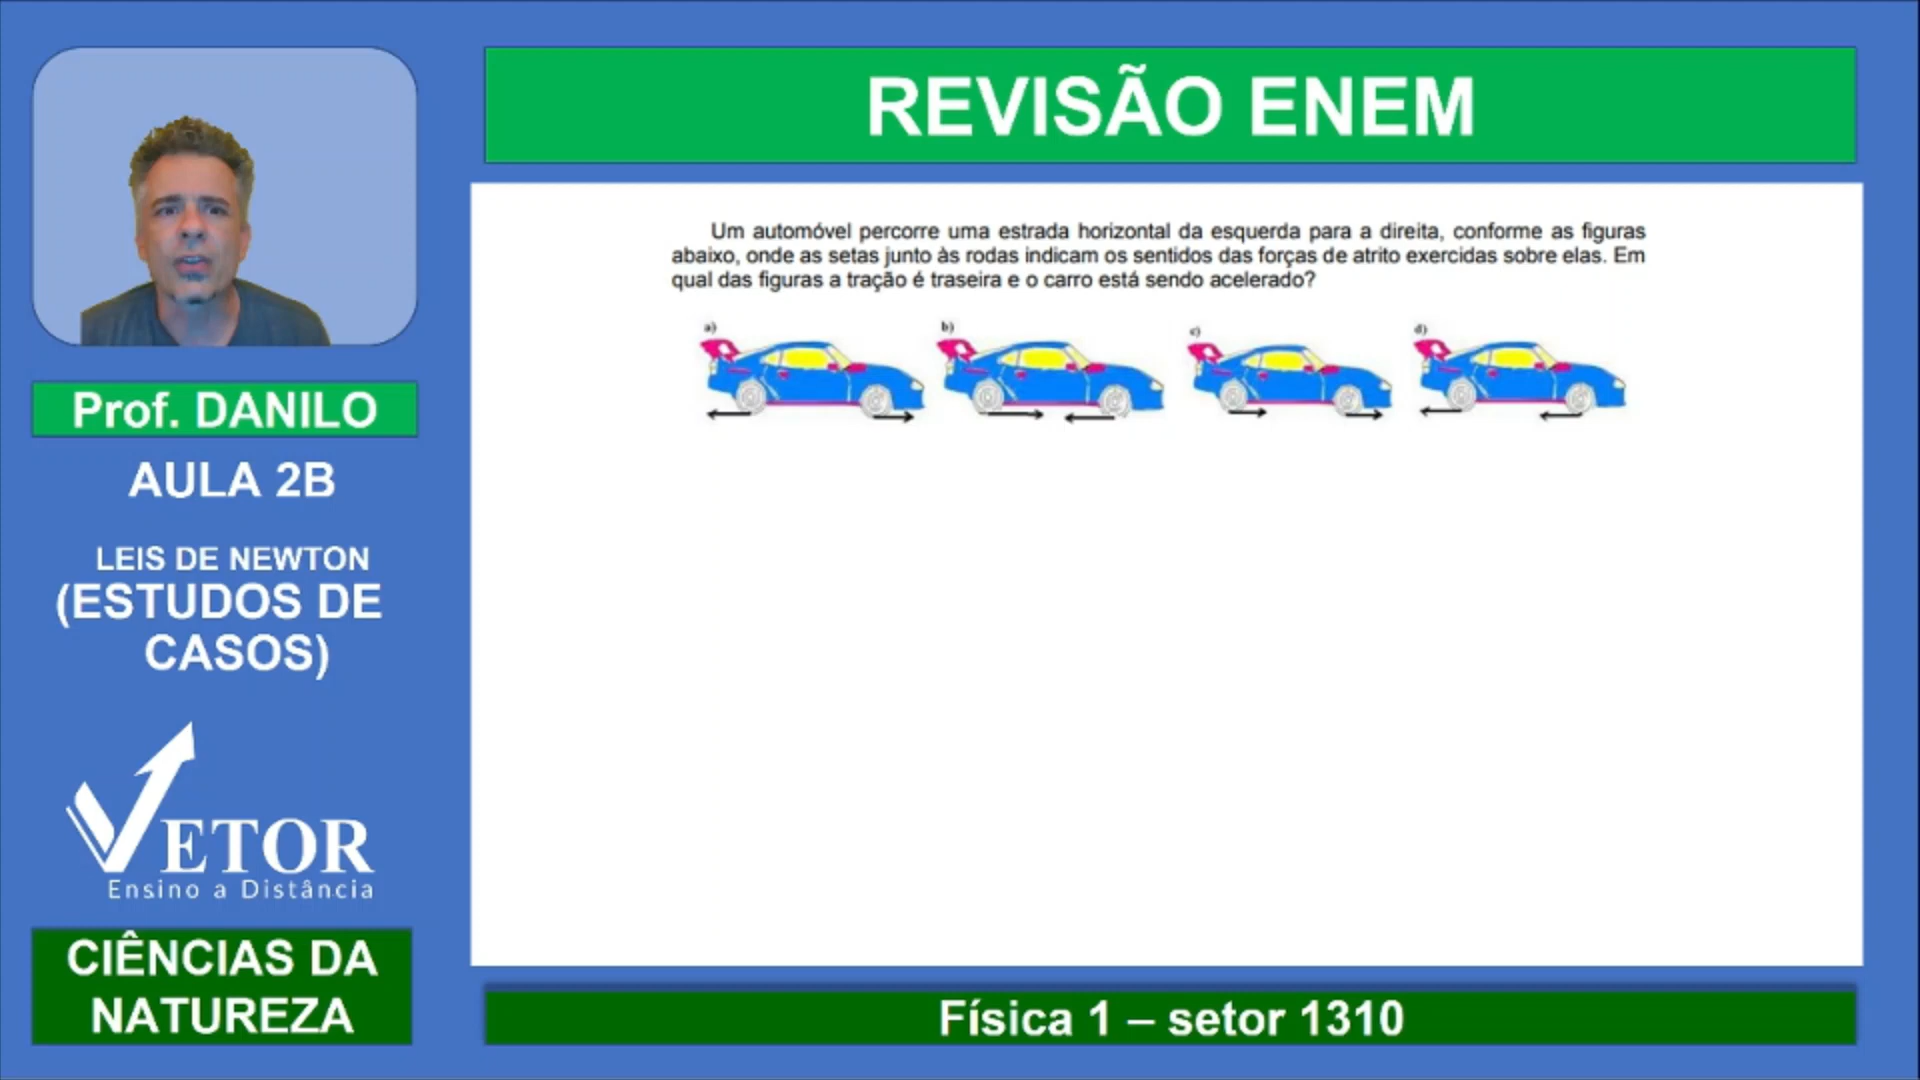 REVISÃO ENEM
Um automóvel percorre uma estrada horizontal da esquerda para a direita, conforme as figuras
abaixo, onde as setas junto às rodas indicam os sentidos das forças de atrito exercidas sobre elas. Em
qual das figuras a tração é traseira e o carro está sendo acelerado?
a) b) c) d)
Prof. DANILO
AULA 2B
LEIS DE NEWTON
(ESTUDOS DE
CASOS)
VETOR
Ensino a Distância
CIÊNCIAS DA
NATUREZA
Física 1 – setor 1310